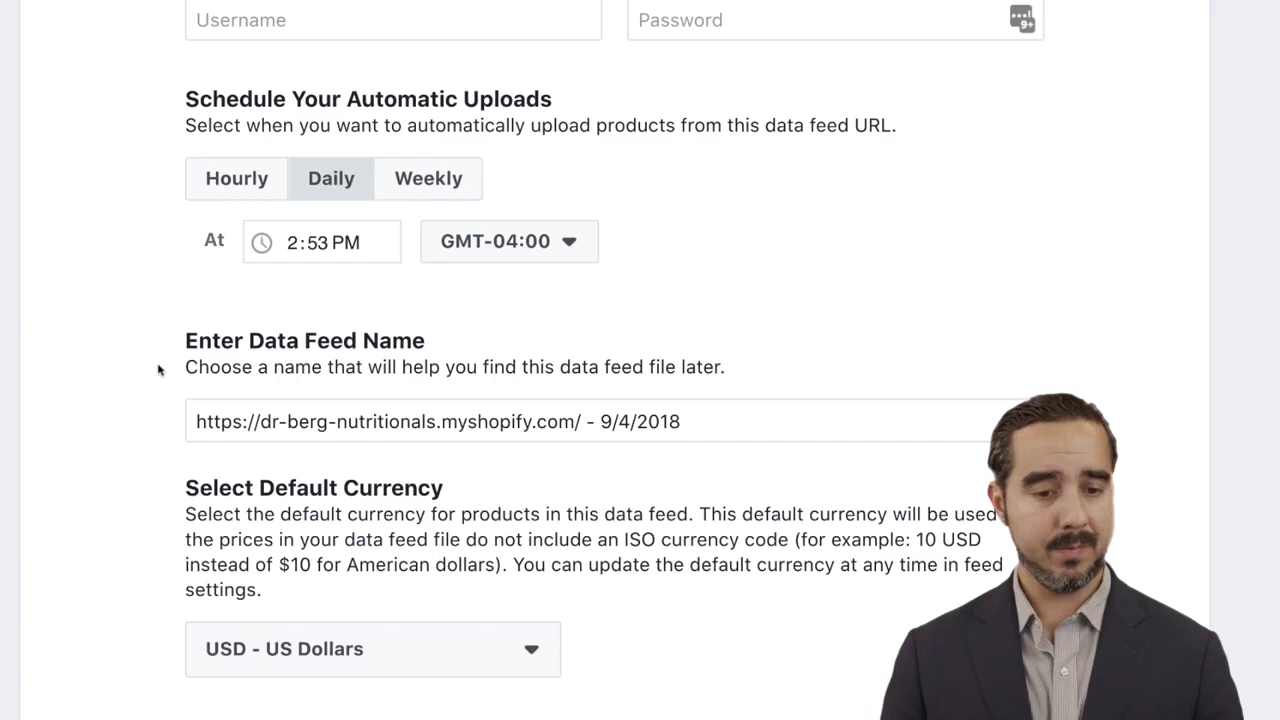 Username
Password
9+
Schedule Your Automatic Uploads
Select when you want to automatically upload products from this data feed URL.
Hourly
Daily
Weekly
At
2:53 PM
GMT-04:00
Enter Data Feed Name
Choose a name that will help you find this data feed file later.
https://dr-berg-nutritionals.myshopify.com/ - 9/4/2018
Select Default Currency
Select the default currency for products in this data feed. This default currency will be used
the prices in your data feed file do not include an ISO currency code (for example: 10 USD
instead of $10 for American dollars). You can update the default currency at any time in feed
settings.
USD - US Dollars